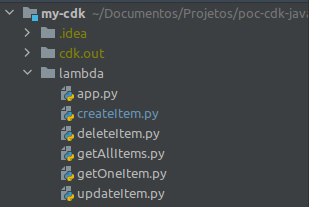 my-cdk ~/Documentos/Projetos/poc-cdk-java
.idea
cdk.out
lambda
app.py
createItem.py
deleteItem.py
getAllItems.py
getOneItem.py
updateItem.py